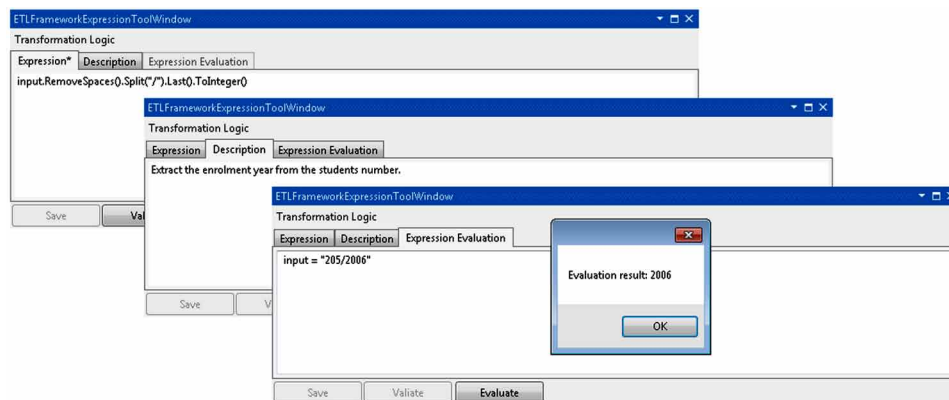 ETLFrameworkExpressionToolWindow
Transformation Logic
Expression* Description Expression Evaluation
input.RemoveSpaces().Split("/").Last().ToInteger()
Save
ETLFrameworkExpressionToolWindow
Transformation Logic
Expression Description Expression Evaluation
Extract the enrolment year from the students number.
Save
ETLFrameworkExpressionToolWindow
Transformation Logic
Expression Description Expression Evaluation
input = "205/2006"
Evaluation result: 2006
OK
Save Valiate Evaluate